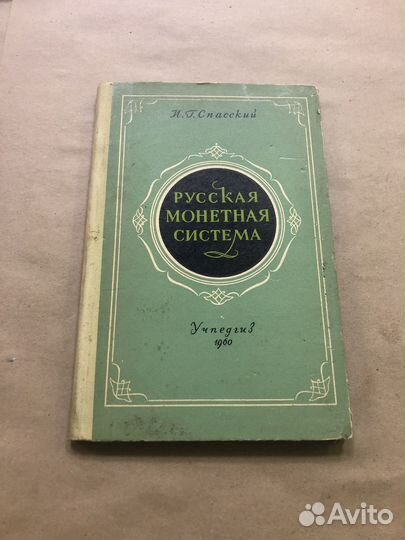 И. Г. Спасский
РУССКАЯ
МОНЕТНАЯ
СИСТЕМА
Учпедгиз
1960
Avito